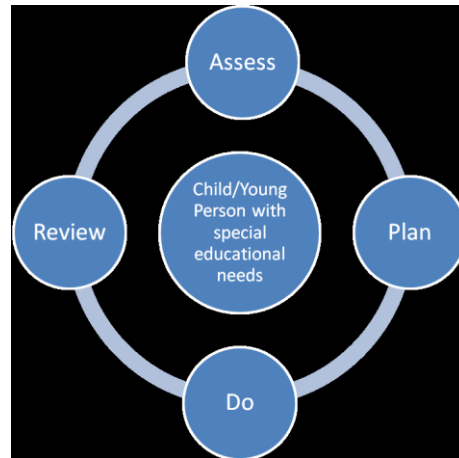 Assess
Child/Young
Person with
special
educational
needs
Review
Plan
Do